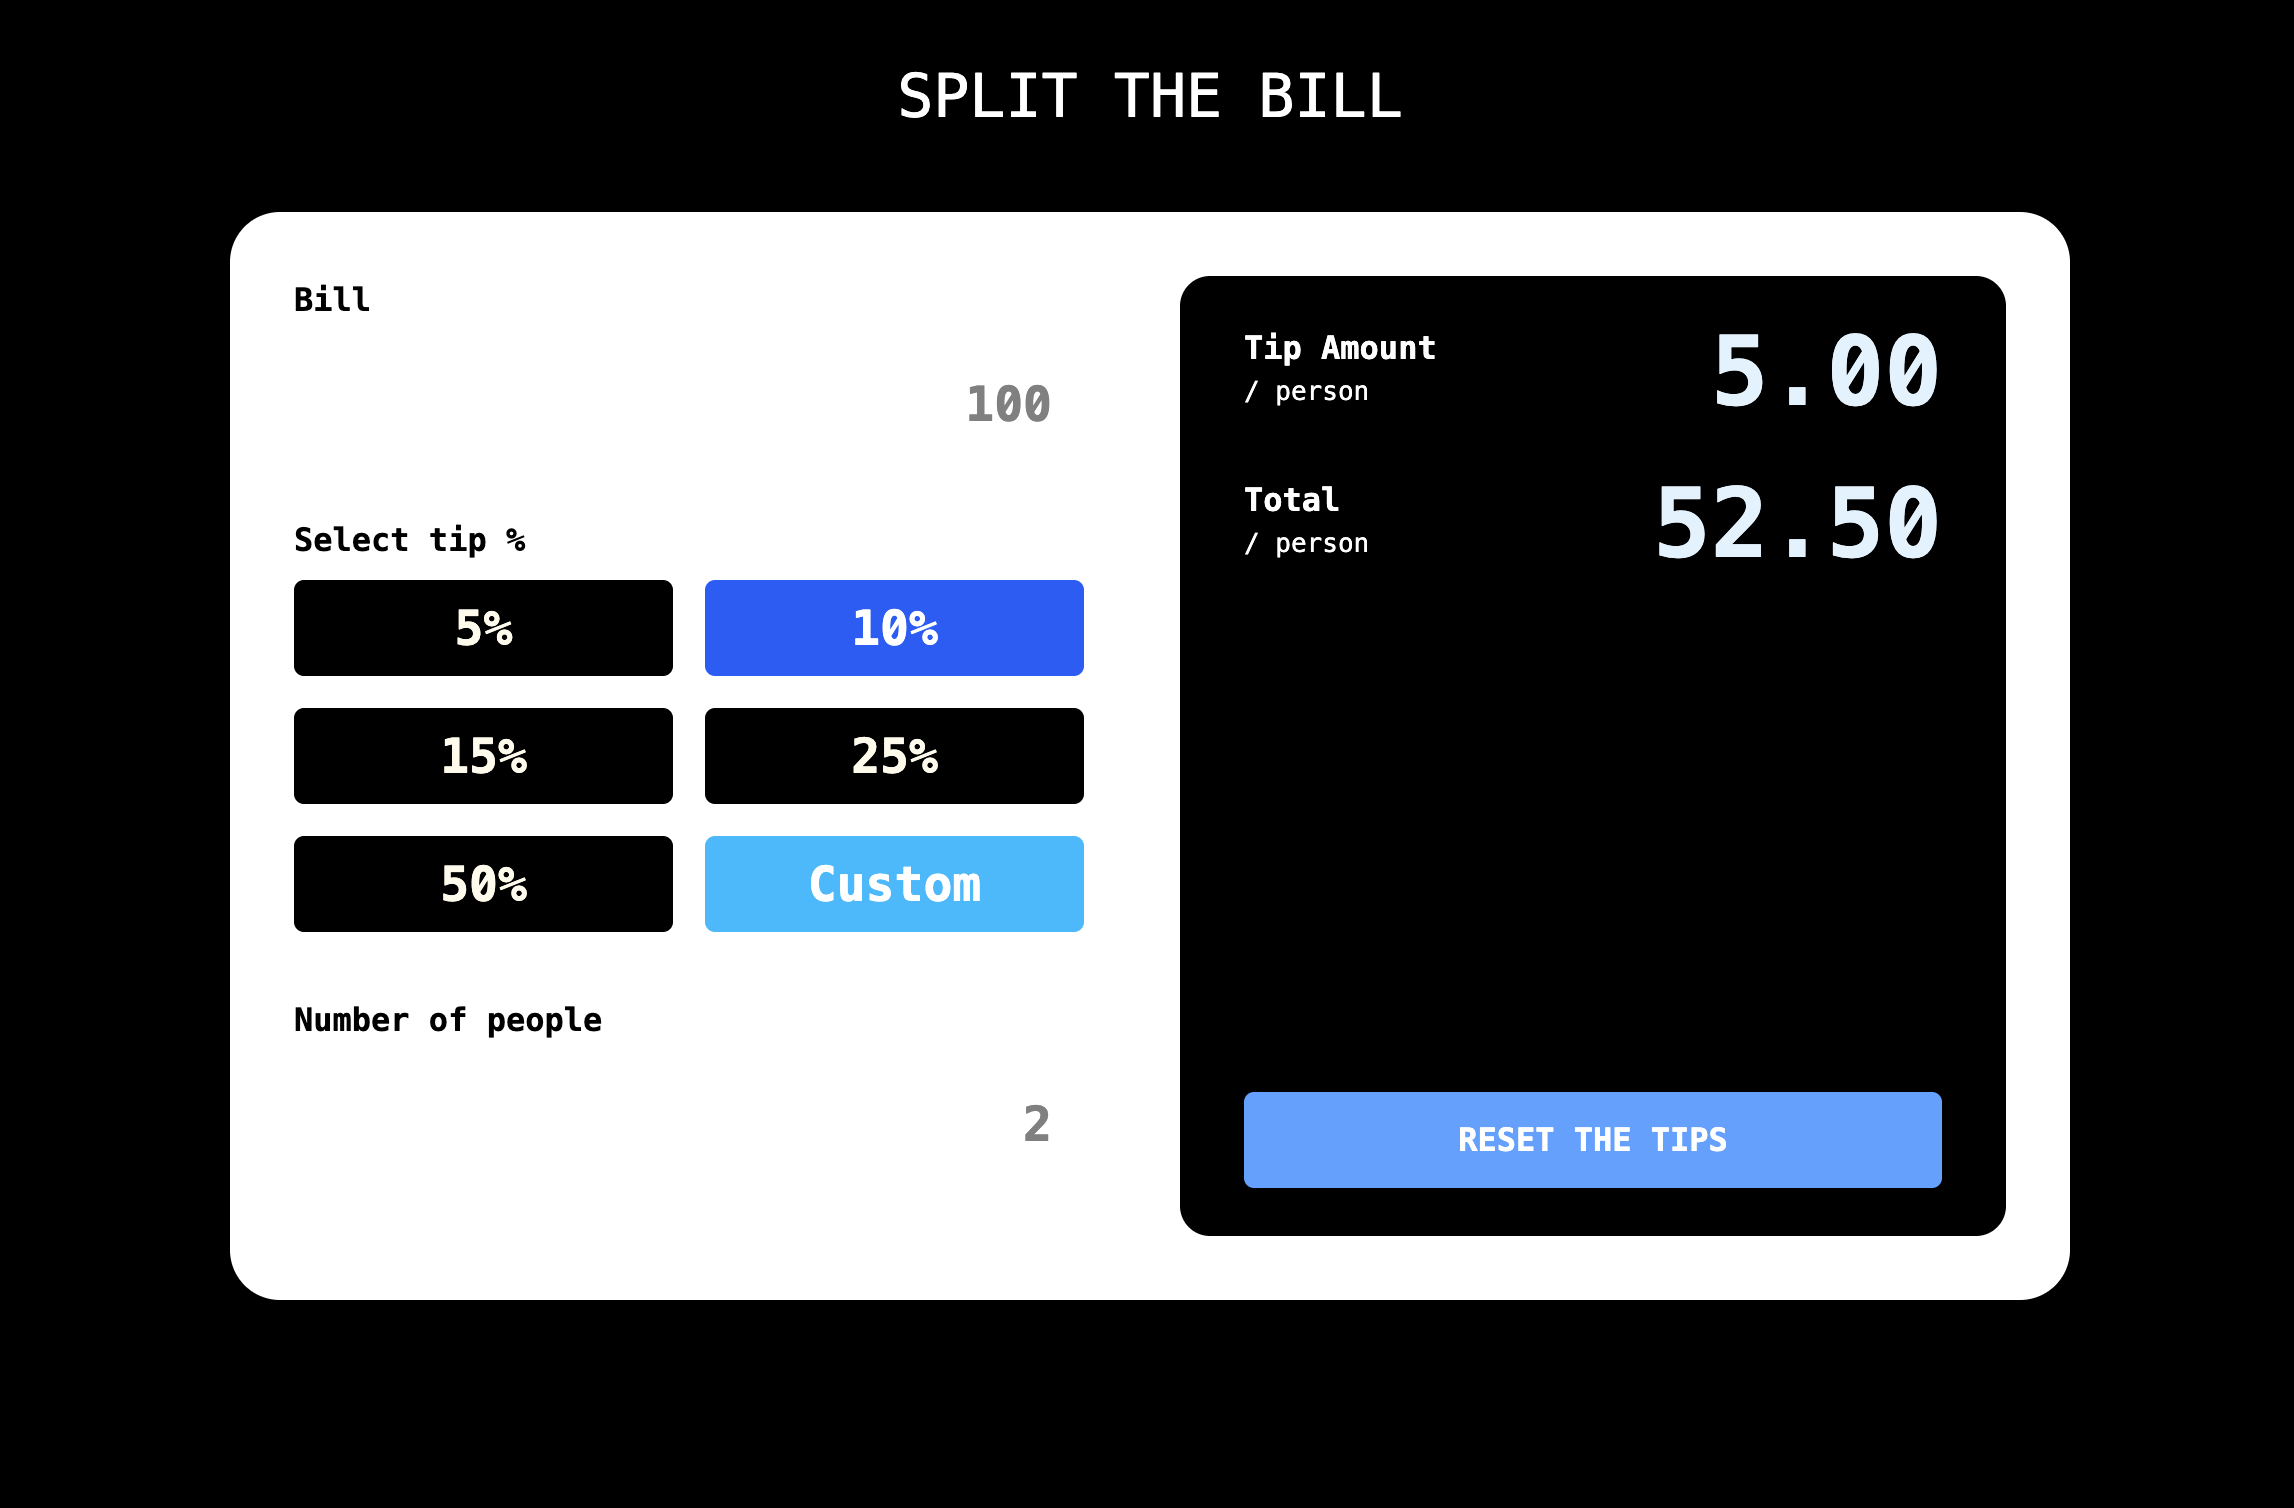 SPLIT THE BILL
Bill
100
Select tip %
5%
10%
15%
25%
50%
Custom
Number of people
2
Tip Amount
/ person
5.00
Total
/ person
52.50
RESET THE TIPS